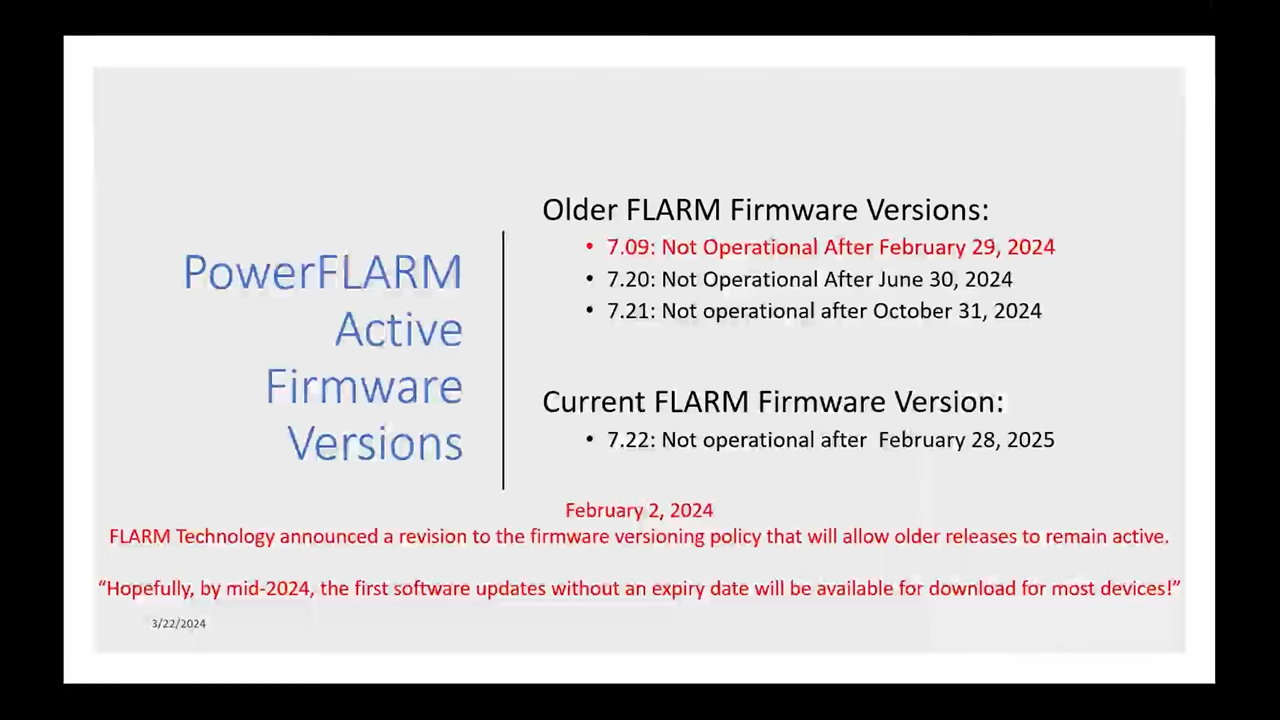 PowerFLARM
Active
Firmware
Versions
Older FLARM Firmware Versions:
• 7.09: Not Operational After February 29, 2024
• 7.20: Not Operational After June 30, 2024
• 7.21: Not operational after October 31, 2024
Current FLARM Firmware Version:
• 7.22: Not operational after  February 28, 2025
February 2, 2024
FLARM Technology announced a revision to the firmware versioning policy that will allow older releases to remain active.
“Hopefully, by mid-2024, the first software updates without an expiry date will be available for download for most devices!”
3/22/2024